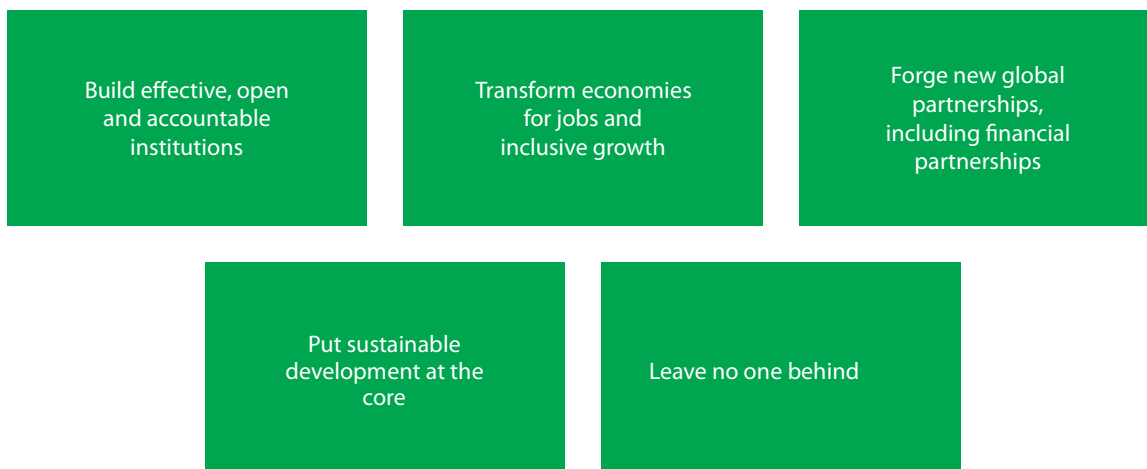 Build effective, open
and accountable
institutions
Transform economies
for jobs and
inclusive growth
Forge new global
partnerships,
including financial
partnerships
Put sustainable
development at the
core
Leave no one behind